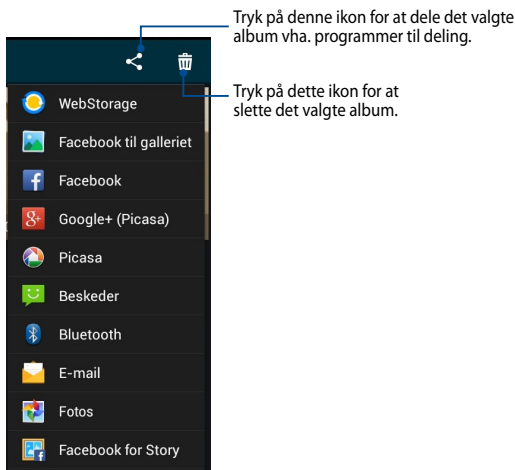 Tryk på denne ikon for at dele det valgte
album vha. programmer til deling.
Tryk på dette ikon for at
slette det valgte album.
WebStorage
Facebook til galleriet
Facebook
Google+ (Picasa)
Picasa
Beskeder
Bluetooth
E-mail
Fotos
Facebook for Story